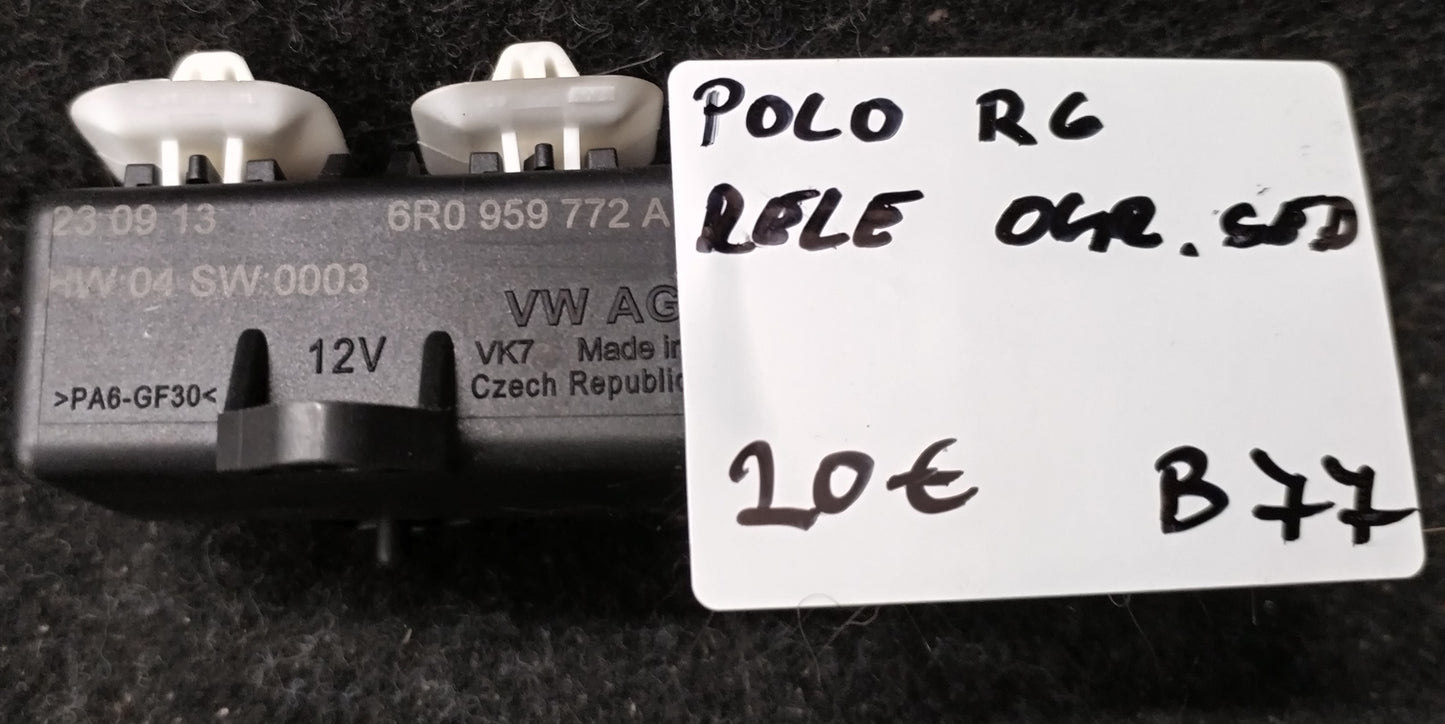 23 09 13 6R0 959 772 A
HW 04 SW 0003
VW AG
12V
VK7 Made in
Czech Republic
>PA6-GF30<
POLO R6
RELE OGR. SED
20€ B77